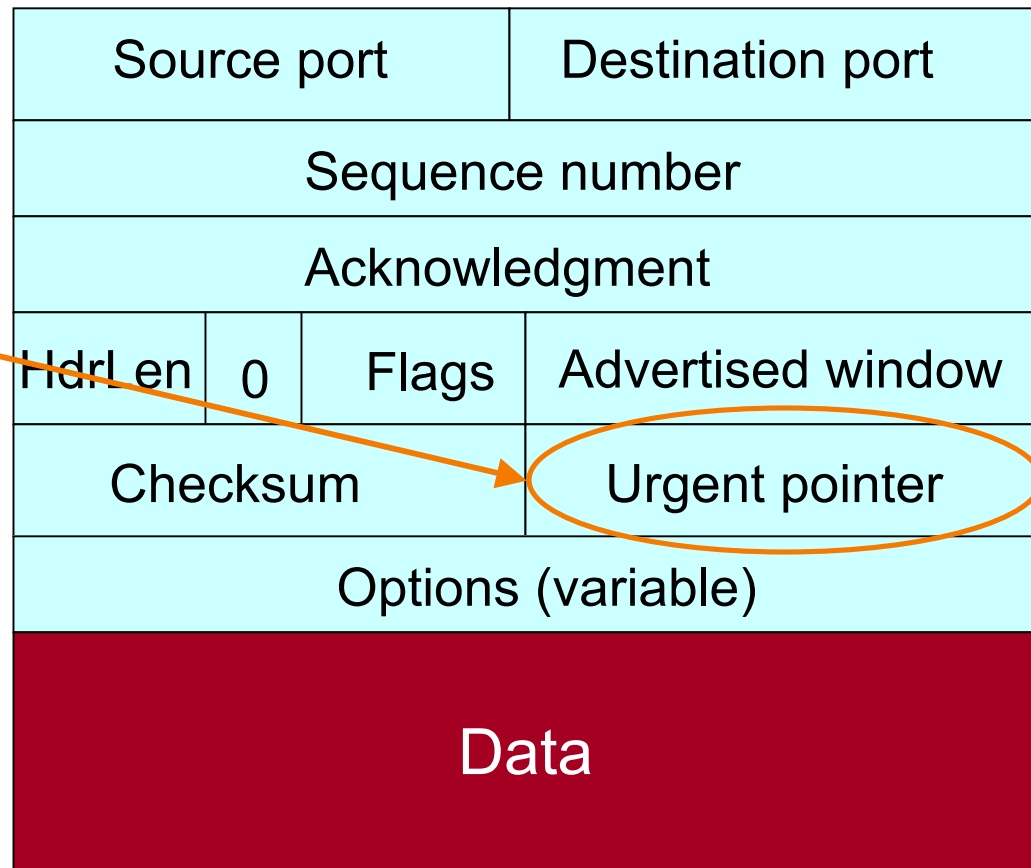 Source port Destination port
Sequence number
Acknowledgment
HdrLen 0 Flags Advertised window
Checksum Urgent pointer
Options (variable)
Data